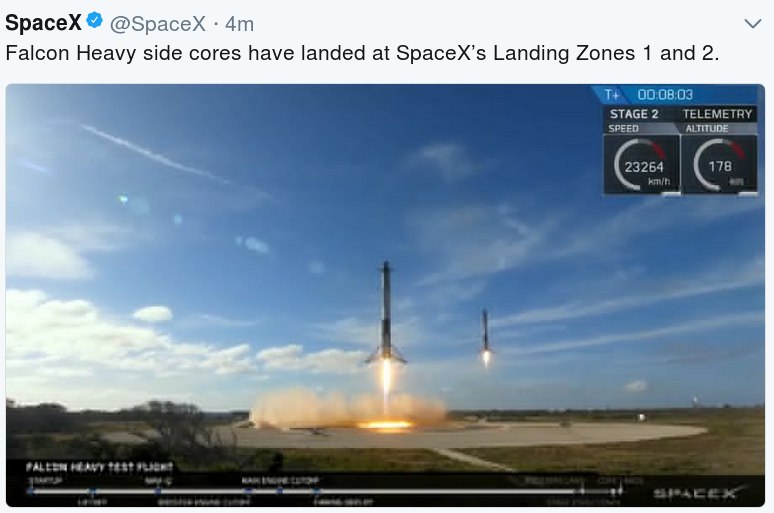 SpaceX @SpaceX · 4m
Falcon Heavy side cores have landed at SpaceX’s Landing Zones 1 and 2.
T+ 00:08:03
STAGE 2 TELEMETRY
SPEED ALTITUDE
23264 178
km/h km
FALCON HEAVY TEST FLIGHT
STARTUP MAX-Q MAIN ENGINE CUTOFF
LIFTOFF BOOSTER ENGINE CUTOFF FAIRING DEPLOY
SPACEX